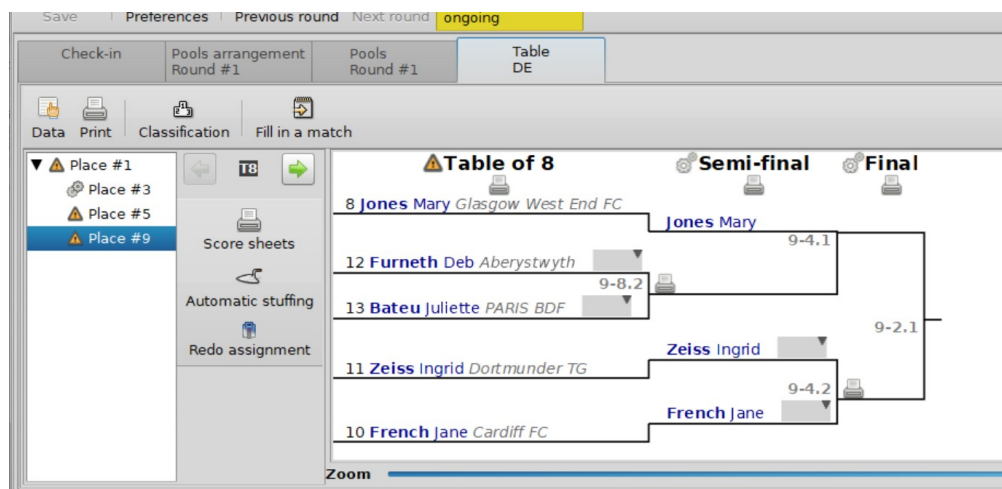 Save Preferences Previous round Next round ongoing
Check-in
Pools arrangement
Round #1
Pools
Round #1
Table
DE
Data Print Classification Fill in a match
Place #1
Place #3
Place #5
Place #9
T8
Score sheets
Automatic stuffing
Redo assignment
Table of 8 Semi-final Final
8 Jones Mary Glasgow West End FC
Jones Mary
9-4.1
12 Furneth Deb Aberystwyth
9-8.2
13 Bateu Juliette PARIS BDF
9-2.1
Zeiss Ingrid
11 Zeiss Ingrid Dortmunder TG
9-4.2
French Jane
10 French Jane Cardiff FC
Zoom